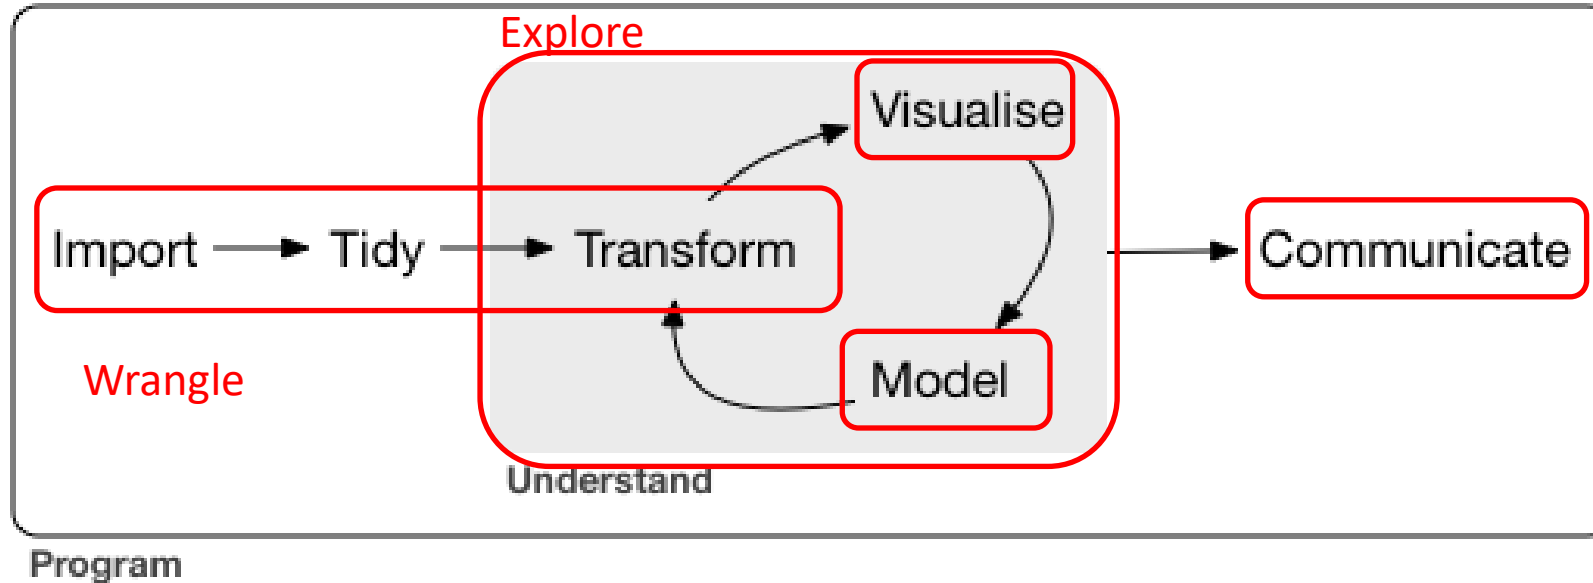 Explore
Visualise
Import Tidy Transform Communicate
Wrangle
Model
Understand
Program